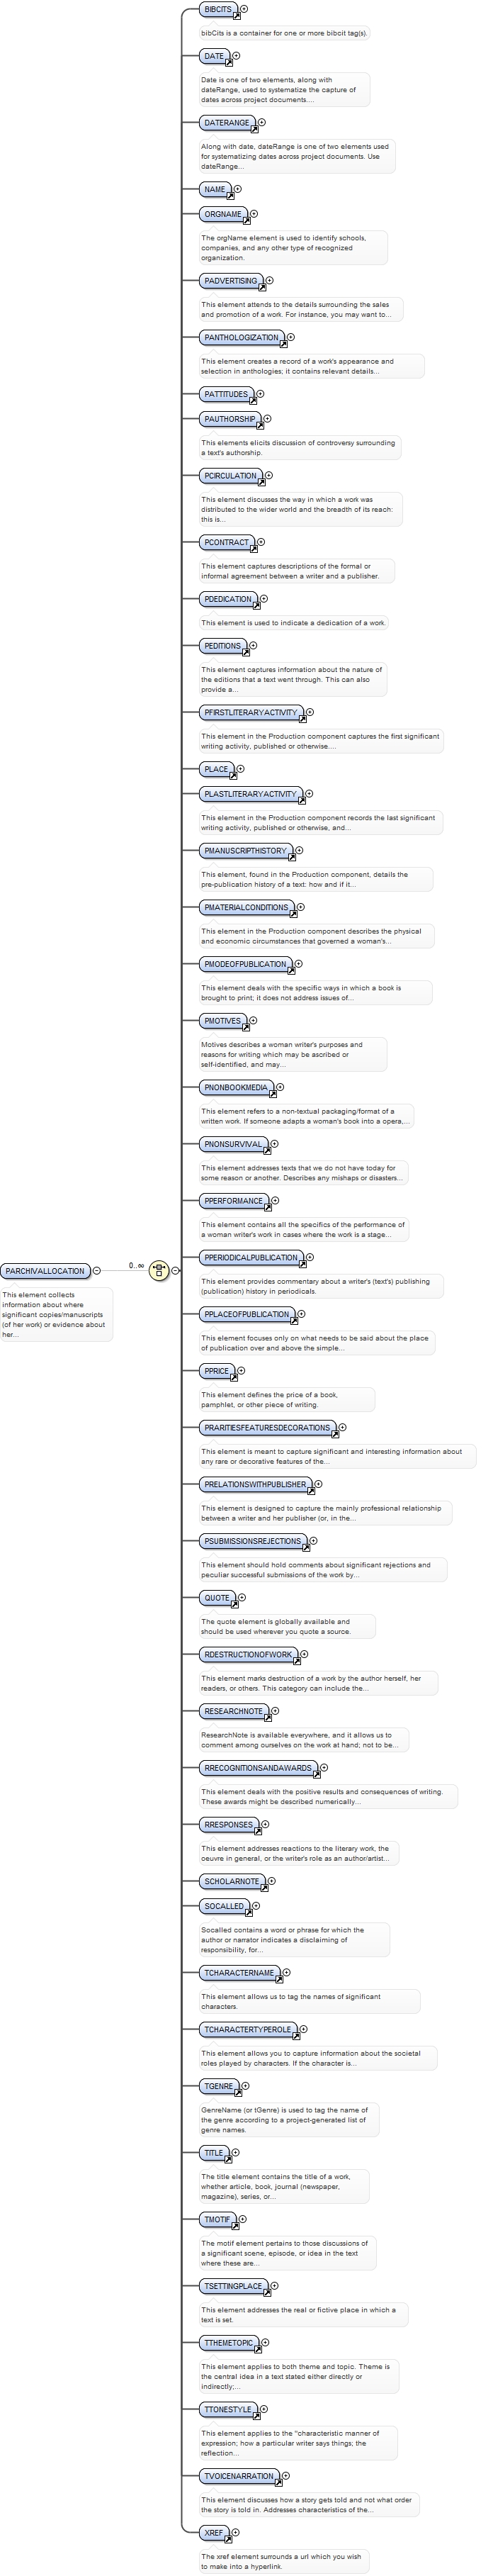 BIBCITS
bibCits is a container for one or more bibcit tag(s).
DATE
Date is one of two elements, along with
dateRange, used to systematize the capture of
dates across project documents....
DATERANGE
Along with date, dateRange is one of two elements used
for systematizing dates across project documents. Use
dateRange...
NAME
ORGNAME
The orgName element is used to identify schools,
companies, and any other type of recognized
organization.
PADVERTISING
This element attends to the details surrounding the sales
and promotion of a work. For instance, you may want to...
PANTHOLOGIZATION
This element creates a record of a work's appearance and
selection in anthologies; it contains relevant details...
PATTITUDES
PAUTHORSHIP
This elements elicits discussion of controversy surrounding
a text's authorship.
PCIRCULATION
This element discusses the way in which a work was
distributed to the wider world and the breadth of its reach:
this is...
PCONTRACT
This element captures descriptions of the formal or
informal agreement between a writer and a publisher.
PDEDICATION
This element is used to indicate a dedication of a work.
PEDITIONS
This element captures information about the nature of
the editions that a text went through. This can also
provide a...
PFIRSTLITERARYACTIVITY
This element in the Production component captures the first significant
writing activity, published or otherwise....
PLACE
PLASTLITERARYACTIVITY
This element in the Production component records the last significant
writing activity, published or otherwise, and...
PMANUSCRIPTHISTORY
This element, found in the Production component, details the
pre-publication history of a text: how and if it...
PMATERIALCONDITIONS
This element in the Production component describes the physical
and economic circumstances that governed a woman's...
PMODEOFPUBLICATION
This element deals with the specific ways in which a book is
brought to print; it does not address issues of...
PMOTIVES
Motives describes a woman writer's purposes and
reasons for writing which may be ascribed or
self-identified, and may...
PNONBOOKMEDIA
This element refers to a non-textual packaging/format of a
written work. If someone adapts a woman's book into a opera,...
PNONSURVIVAL
This element addresses texts that we do not have today for
some reason or another. Describes any mishaps or disasters...
PPERFORMANCE
This element contains all the specifics of the performance of
a woman writer's work in cases where the work is a stage...
PPERIODICALPUBLICATION
PARCHIVALLOCATION
0..∞
This element collects
information about where
significant copies/manuscripts
(of her work) or evidence about
her...
This element provides commentary about a writer's (text's) publishing
(publication) history in periodicals.
PPLACEOFPUBLICATION
This element focuses only on what needs to be said about the place
of publication over and above the simple...
PPRICE
This element defines the price of a book,
pamphlet, or other piece of writing.
PRARITIESFEATURESDECORATIONS
This element is meant to capture significant and interesting information about
any rare or decorative features of the...
PRELATIONSWITHPUBLISHER
This element is designed to capture the mainly professional relationship
between a writer and her publisher (or, in the...
PSUBMISSIONSREJECTIONS
This element should hold comments about significant rejections and
peculiar successful submissions of the work by...
QUOTE
The quote element is globally available and
should be used wherever you quote a source.
RDESTRUCTIONOFWORK
This element marks destruction of a work by the author herself, her
readers, or others. This category can include the...
RESEARCHNOTE
ResearchNote is available everywhere, and it allows us to
comment among ourselves on the work at hand; not to be...
RRECOGNITIONSANDAWARDS
This element deals with the positive results and consequences of writing.
These awards might be described numerically...
RRESPONSES
This element addresses reactions to the literary work, the
oeuvre in general, or the writer's role as an author/artist...
SCHOLARNOTE
SOCALLED
Socalled contains a word or phrase for which the
author or narrator indicates a disclaiming of
responsibility, for...
TCHARACTERNAME
This element allows us to tag the names of significant
characters.
TCHARACTERTYPEROLE
This element allows you to capture information about the societal
roles played by characters. If the character is...
TGENRE
GenreName (or tGenre) is used to tag the name of
the genre according to a project-generated list of
genre names.
TITLE
The title element contains the title of a work,
whether article, book, journal (newspaper,
magazine), series, or...
TMOTIF
The motif element pertains to those discussions of
a significant scene, episode, or idea in the text
where these are...
TSETTINGPLACE
This element addresses the real or fictive place in which a
text is set.
TTHEMETOPIC
This element applies to both theme and topic. Theme is
the central idea in a text stated either directly or
indirectly;...
TTONESTYLE
This element applies to the "characteristic manner of
expression; how a particular writer says things; the
reflection...
TVOICENARRATION
This element discusses how a story gets told and not what order
the story is told in. Addresses characteristics of the...
XREF
The xref element surrounds a url which you wish
to make into a hyperlink.